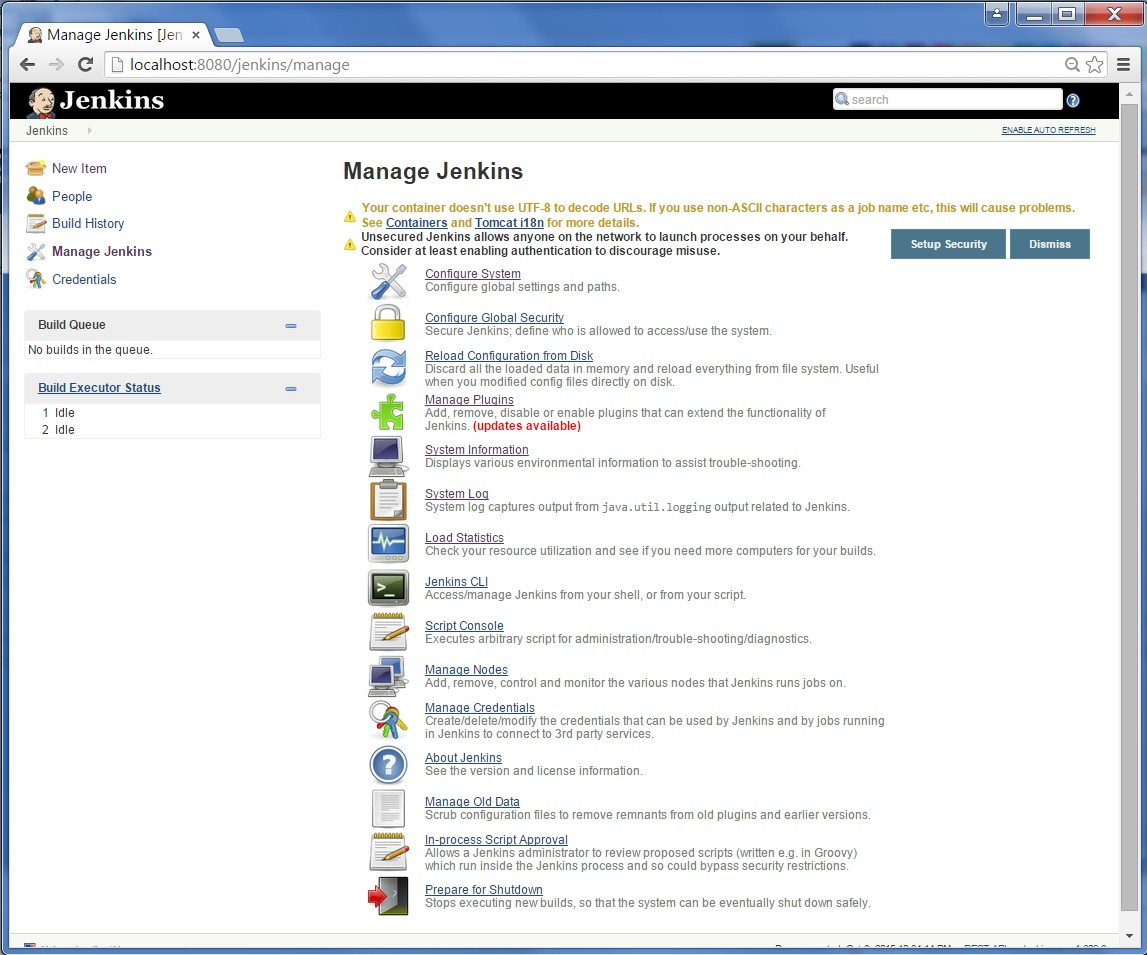 Manage Jenkins [Jen
localhost:8080/jenkins/manage
Jenkins
search
Jenkins
ENABLE AUTO REFRESH
New Item
People
Build History
Manage Jenkins
Credentials
Build Queue
No builds in the queue.
Build Executor Status
1 Idle
2 Idle
Manage Jenkins
Your container doesn't use UTF-8 to decode URLs. If you use non-ASCII characters as a job name etc, this will cause problems.
See Containers and Tomcat i18n for more details.
Unsecured Jenkins allows anyone on the network to launch processes on your behalf.
Consider at least enabling authentication to discourage misuse.
Setup Security
Dismiss
Configure System
Configure global settings and paths.
Configure Global Security
Secure Jenkins; define who is allowed to access/use the system.
Reload Configuration from Disk
Discard all the loaded data in memory and reload everything from file system. Useful
when you modified config files directly on disk.
Manage Plugins
Add, remove, disable or enable plugins that can extend the functionality of
Jenkins. (updates available)
System Information
Displays various environmental information to assist trouble-shooting.
System Log
System log captures output from java.util.logging output related to Jenkins.
Load Statistics
Check your resource utilization and see if you need more computers for your builds.
Jenkins CLI
Access/manage Jenkins from your shell, or from your script.
Script Console
Executes arbitrary script for administration/trouble-shooting/diagnostics.
Manage Nodes
Add, remove, control and monitor the various nodes that Jenkins runs jobs on.
Manage Credentials
Create/delete/modify the credentials that can be used by Jenkins and by jobs running
in Jenkins to connect to 3rd party services.
About Jenkins
See the version and license information.
Manage Old Data
Scrub configuration files to remove remnants from old plugins and earlier versions.
In-process Script Approval
Allows a Jenkins administrator to review proposed scripts (written e.g. in Groovy)
which run inside the Jenkins process and so could bypass security restrictions.
Prepare for Shutdown
Stops executing new builds, so that the system can be eventually shut down safely.